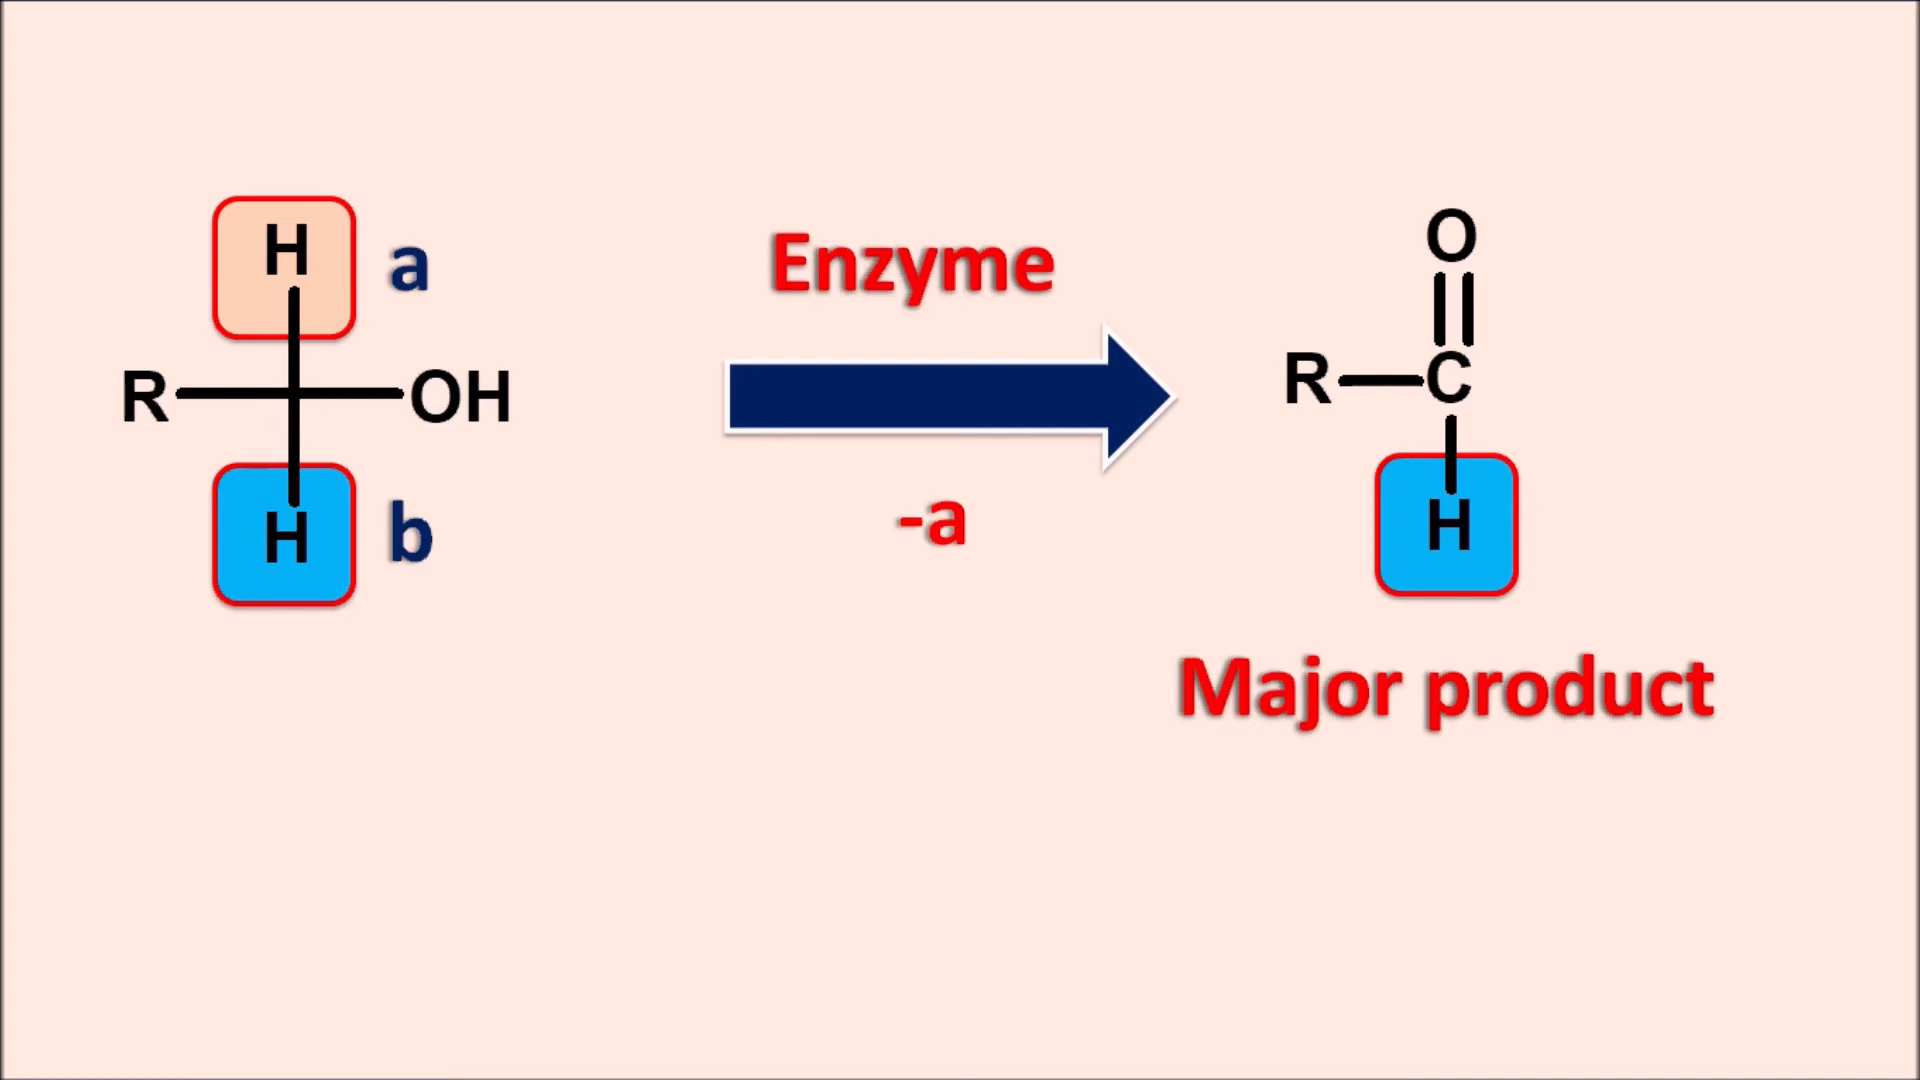 H a
R OH
H b
Enzyme
-a
O
R C
H
Major product